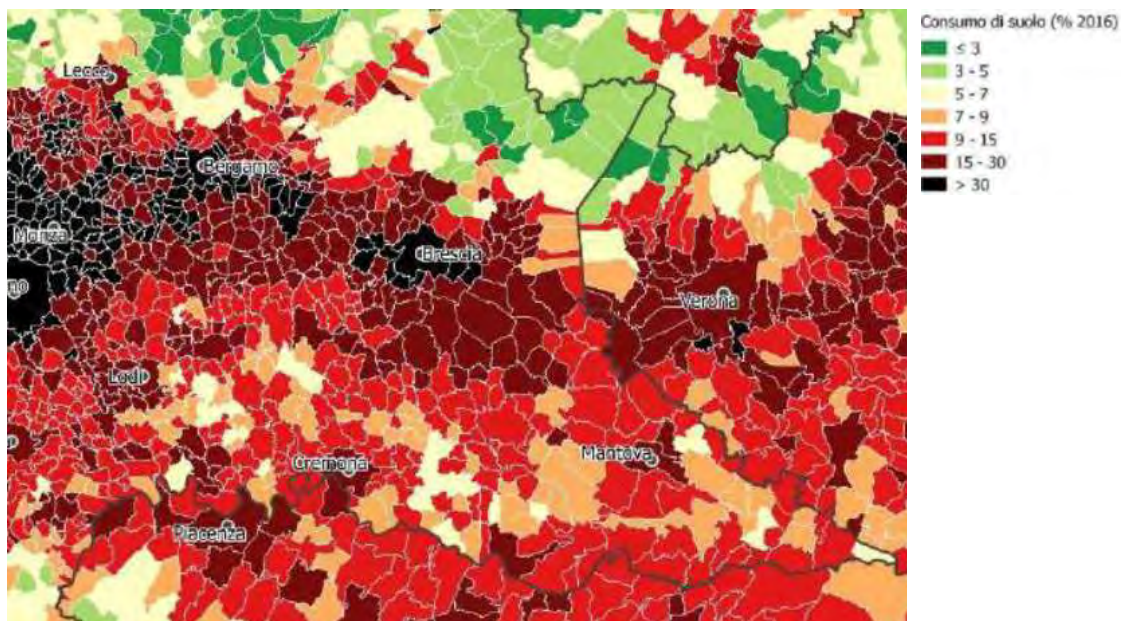 Consumo di suolo (% 2016)
≤ 3
3 - 5
5 - 7
7 - 9
9 - 15
15 - 30
> 30
Lecco
Bergamo
Monza
no
Brescia
Verona
Lodi
Mantova
Cremona
Piacenza